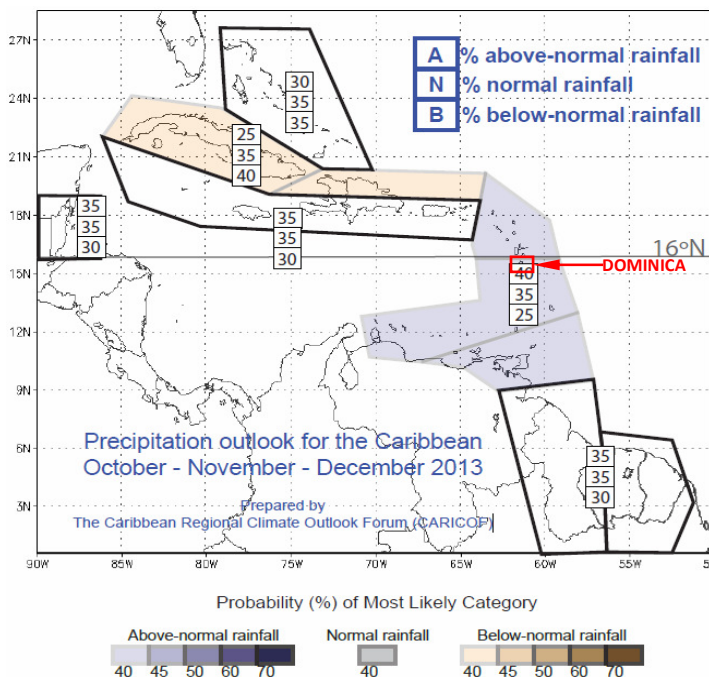 27N
24N
21N
18N
15N
12N
9N
6N
3N
A % above-normal rainfall
N % normal rainfall
B % below-normal rainfall
30
35
35
25
35
40
35
35
30
35
35
30
16ºN
DOMINICA
40
35
25
35
35
30
Precipitation outlook for the Caribbean
October - November - December 2013
Prepared by
The Caribbean Regional Climate Outlook Forum (CARICOF)
90W 85W 80W 75W 70W 65W 60W 55W
Probability (%) of Most Likely Category
Above-normal rainfall Normal rainfall Below-normal rainfall
40 45 50 60 70 40 40 45 50 60 70